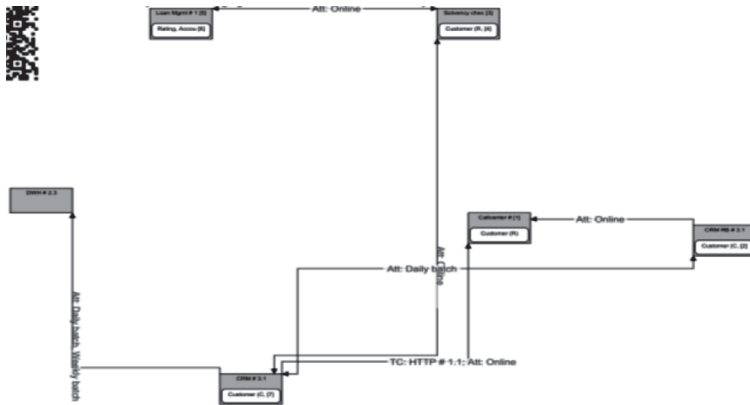 Loan Mgmt # 1 [5]
Att: Online
Solvency chec [3]
Rating, Accou [8]
Customer (R, [4]
DWH # 2.3
Callcenter # [1]
Customer (R)
Att: Online
CRM RB # 3.1
Customer (C, [2]
Att: Daily batch
Att: Online
Att: Daily batch, Weekly batch
TC: HTTP # 1.1; Att: Online
CRM # 3.1
Customer (C, [7]